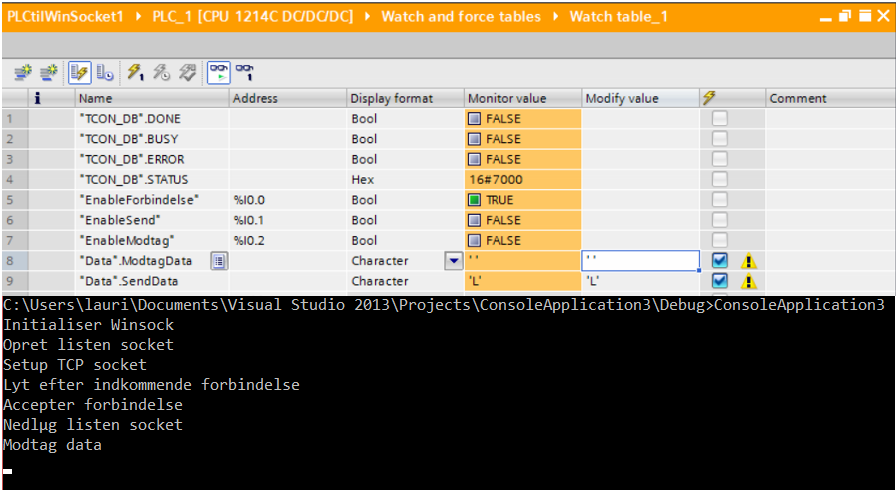 PLCtilWinSocket1 ▸ PLC_1 [CPU 1214C DC/DC/DC] ▸ Watch and force tables ▸ Watch table_1
i Name Address Display format Monitor value Modify value Comment
1 "TCON_DB".DONE Bool FALSE
2 "TCON_DB".BUSY Bool FALSE
3 "TCON_DB".ERROR Bool FALSE
4 "TCON_DB".STATUS Hex 16#7000
5 "EnableForbindelse" %I0.0 Bool TRUE
6 "EnableSend" %I0.1 Bool FALSE
7 "EnableModtag" %I0.2 Bool FALSE
8 "Data".ModtagData Character ' ' ' '
9 "Data".SendData Character 'L' 'L'
C:\Users\lauri\Documents\Visual Studio 2013\Projects\ConsoleApplication3\Debug>ConsoleApplication3
Initialiser Winsock
Opret listen socket
Setup TCP socket
Lyt efter indkommende forbindelse
Accepter forbindelse
Nedlµg listen socket
Modtag data